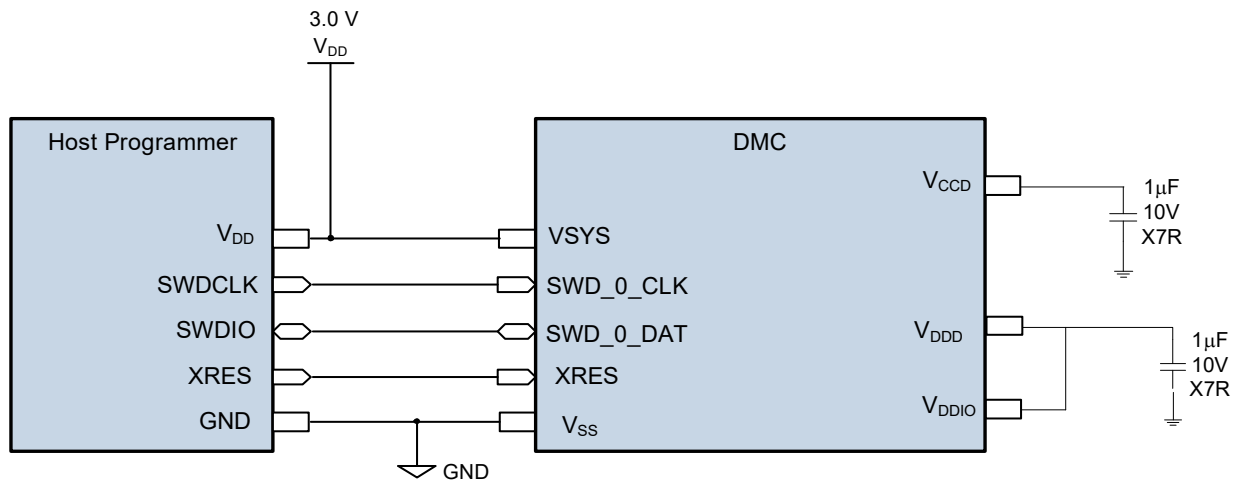 3.0 V
VDD
Host Programmer
DMC
VCCD
1μF
10V
X7R
VDD
VSYS
SWDCLK
SWD_0_CLK
SWDIO
SWD_0_DAT
VDDD
1μF
10V
X7R
XRES
XRES
VDDIO
GND
VSS
GND